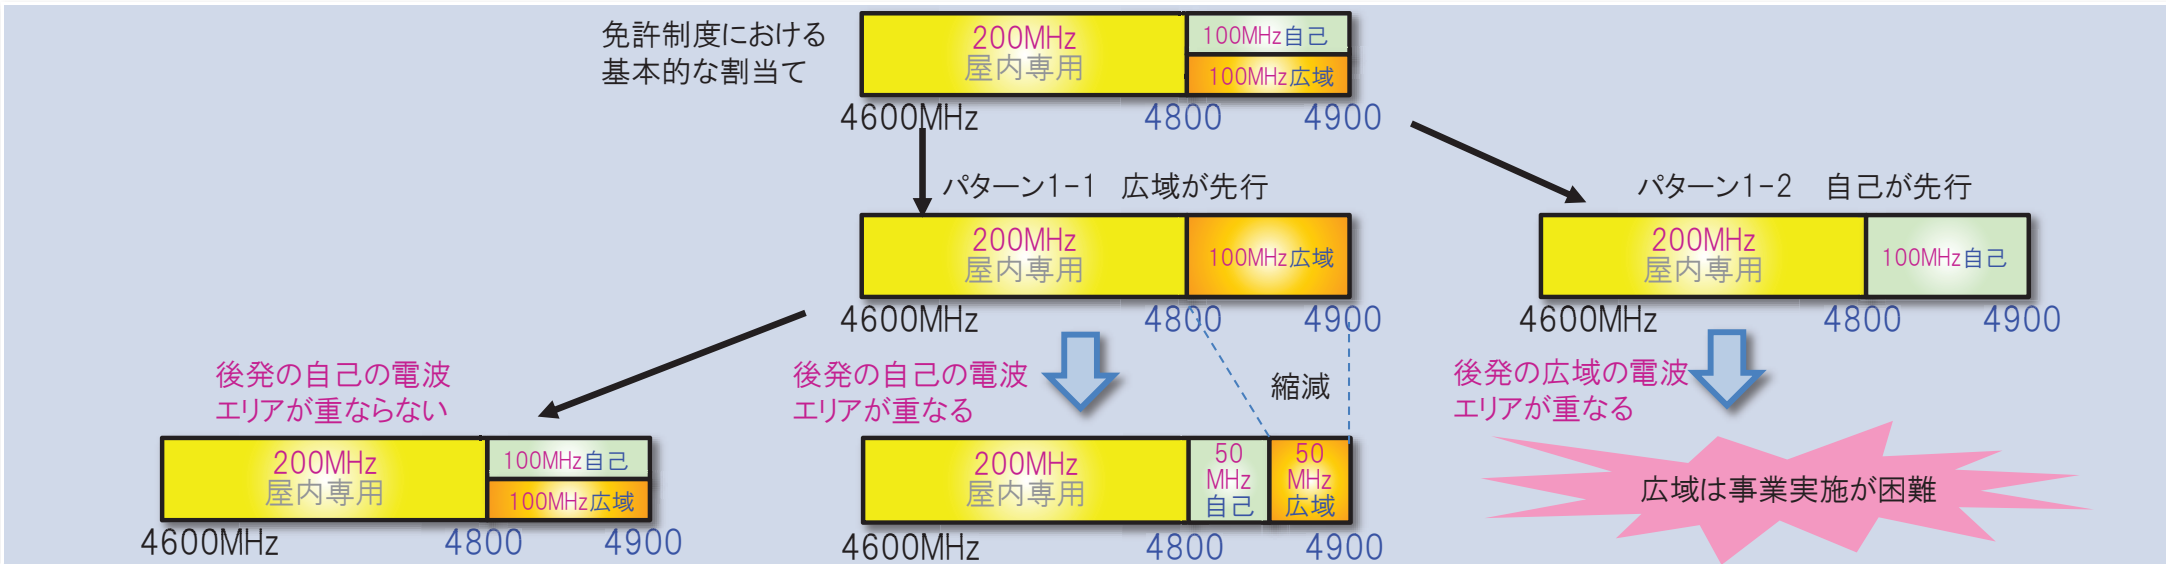 免許制度における
基本的な割当て
200MHz
屋内専用
100MHz自己
100MHz広域
4600MHz
4800
4900
パターン1-1 広域が先行
200MHz
屋内専用
100MHz広域
4600MHz
4800
4900
パターン1-2 自己が先行
200MHz
屋内専用
100MHz自己
4600MHz
4800
4900
後発の自己の電波
エリアが重ならない
200MHz
屋内専用
100MHz自己
100MHz広域
4600MHz
4800
4900
後発の自己の電波
エリアが重なる
縮減
200MHz
屋内専用
50
MHz
自己
50
MHz
広域
4600MHz
4800
4900
後発の広域の電波
エリアが重なる
広域は事業実施が困難